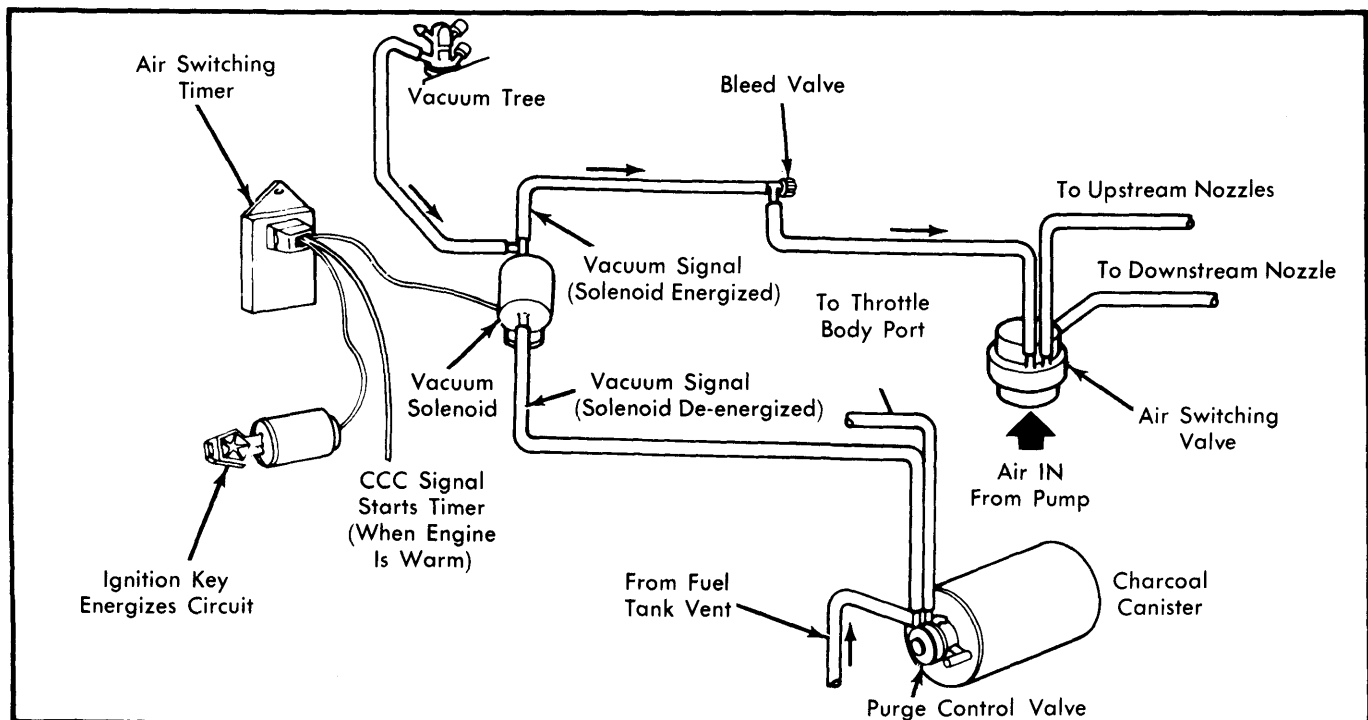 Air Switching
Timer
Vacuum Tree
Bleed Valve
To Upstream Nozzles
To Downstream Nozzle
Vacuum Signal
(Solenoid Energized)
To Throttle
Body Port
Vacuum
Solenoid
Vacuum Signal
(Solenoid De-energized)
Air Switching
Valve
Air IN
From Pump
CCC Signal
Starts Timer
(When Engine
Is Warm)
Ignition Key
Energizes Circuit
From Fuel
Tank Vent
Charcoal
Canister
Purge Control Valve